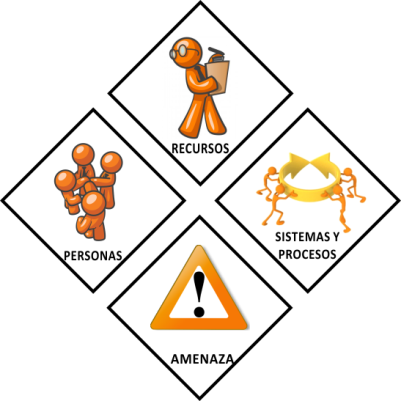 RECURSOS
PERSONAS
SISTEMAS Y
PROCESOS
AMENAZA